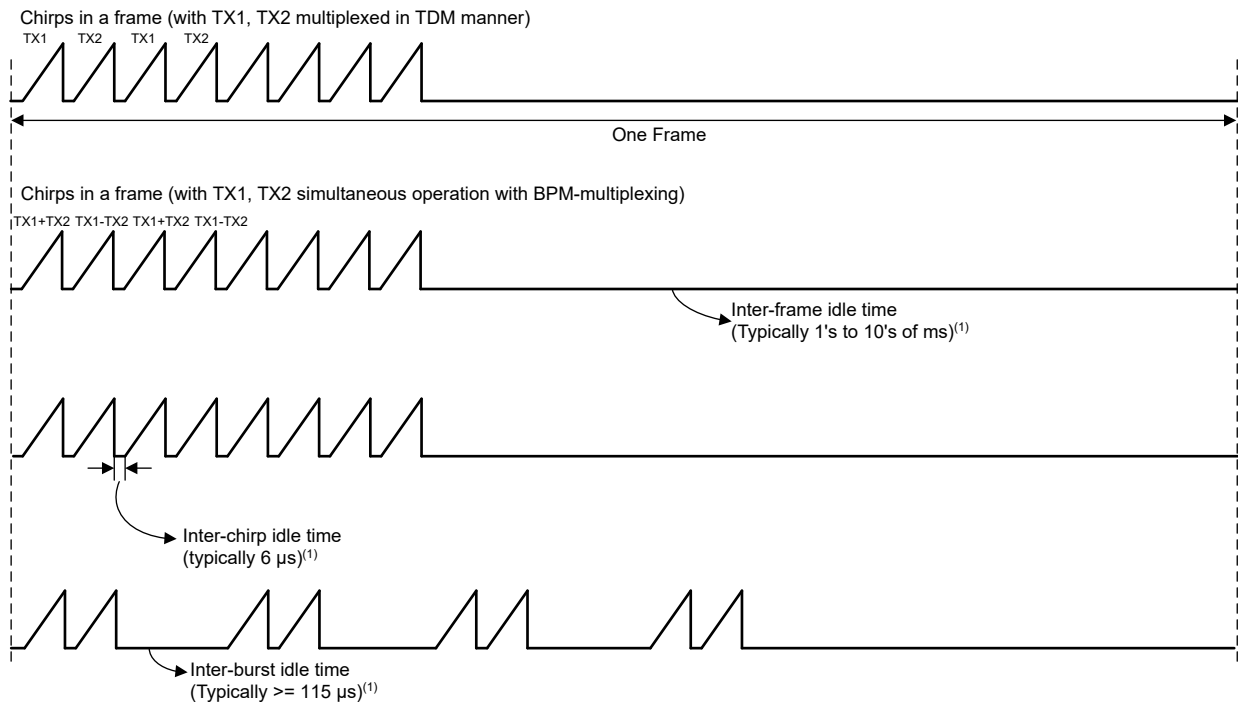 Chirps in a frame (with TX1, TX2 multiplexed in TDM manner)
TX1 TX2 TX1 TX2
One Frame
Chirps in a frame (with TX1, TX2 simultaneous operation with BPM-multiplexing)
TX1+TX2 TX1-TX2 TX1+TX2 TX1-TX2
Inter-frame idle time
(Typically 1's to 10's of ms)(1)
Inter-chirp idle time
(typically 6 µs)(1)
Inter-burst idle time
(Typically >= 115 µs)(1)